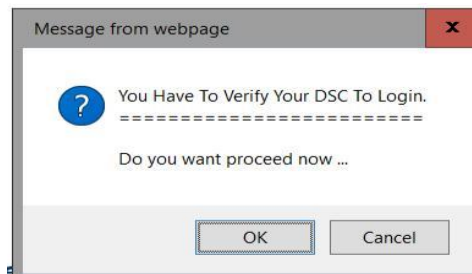 Message from webpage
x
?
You Have To Verify Your DSC To Login.
==========================
Do you want proceed now ...
OK
Cancel